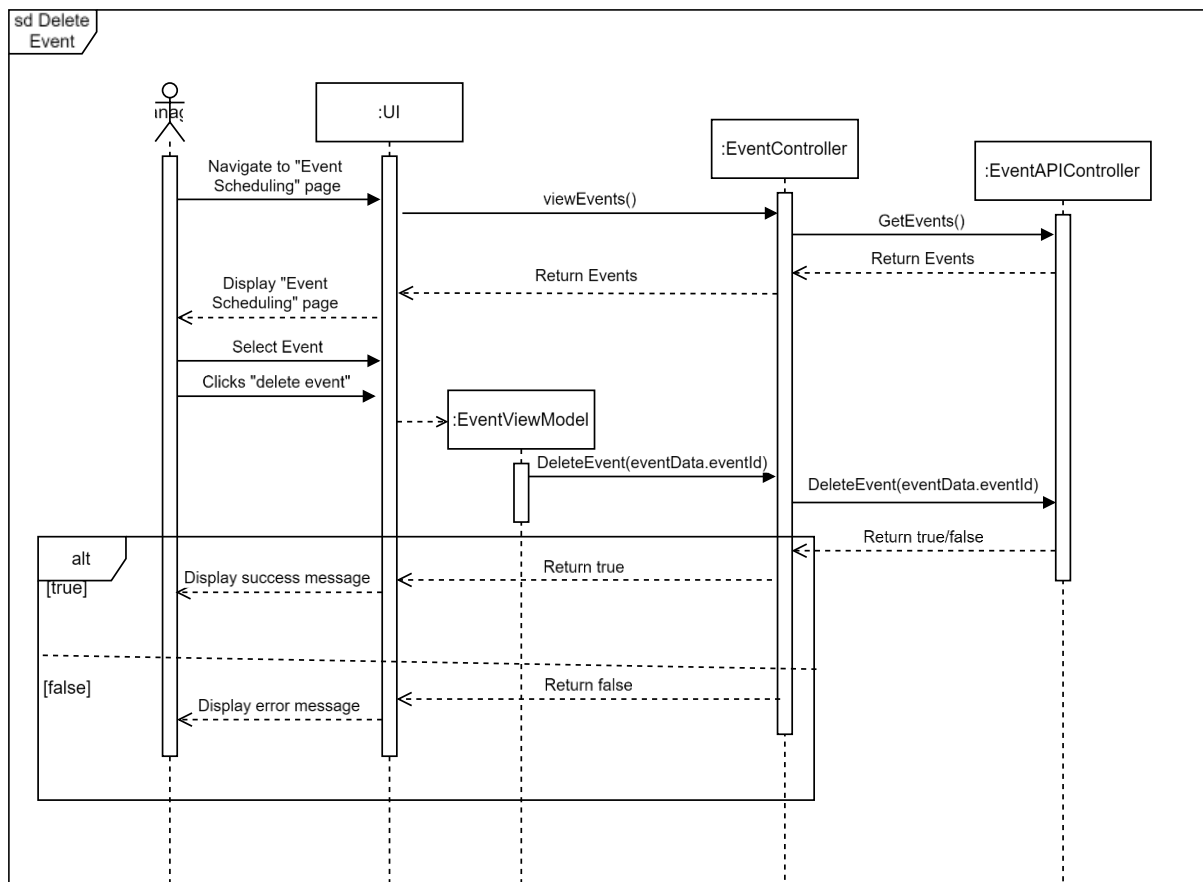 sd Delete
Event
:UI
:EventController
:EventAPIController
Navigate to "Event
Scheduling" page
viewEvents()
GetEvents()
Return Events
Return Events
Display "Event
Scheduling" page
Select Event
Clicks "delete event"
:EventViewModel
DeleteEvent(eventData.eventId)
DeleteEvent(eventData.eventId)
Return true/false
alt
[true]
Display success message
Return true
[false]
Return false
Display error message